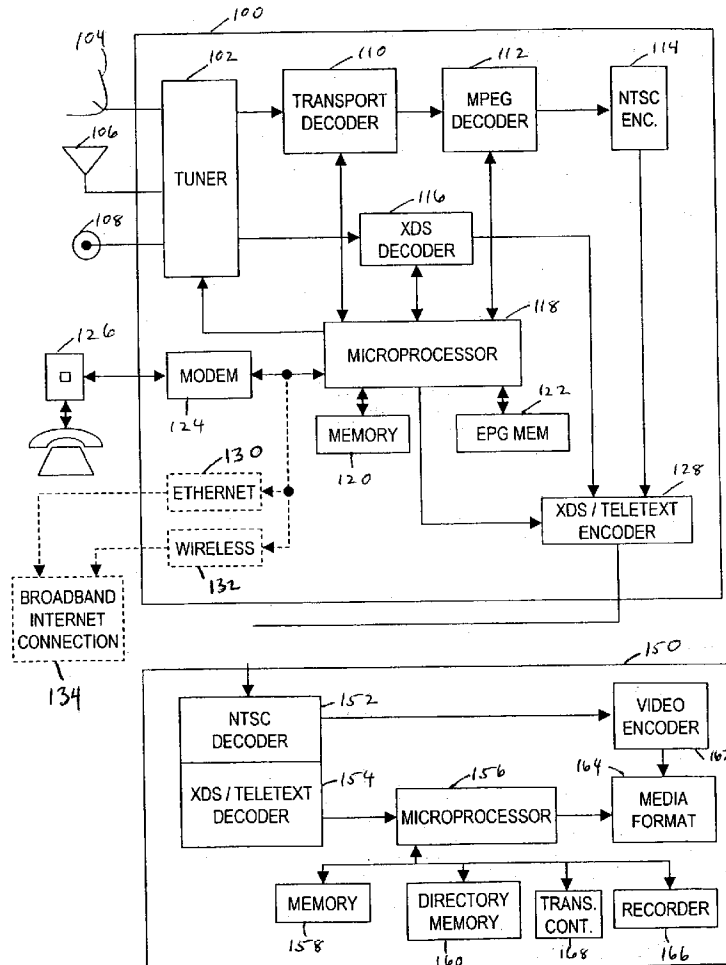 100
104
102
110
112
114
TRANSPORT
DECODER
MPEG
DECODER
NTSC
ENC.
106
TUNER
116
XDS
DECODER
108
118
MICROPROCESSOR
126
MODEM
124
122
MEMORY
120
EPG MEM
130
ETHERNET
128
XDS / TELETEXT
ENCODER
WIRELESS
132
BROADBAND
INTERNET
CONNECTION
134
150
152
NTSC
DECODER
VIDEO
ENCODER
154
156
164
XDS / TELETEXT
DECODER
MICROPROCESSOR
MEDIA
FORMAT
MEMORY
158
DIRECTORY
MEMORY
160
TRANS.
CONT.
168
RECORDER
166